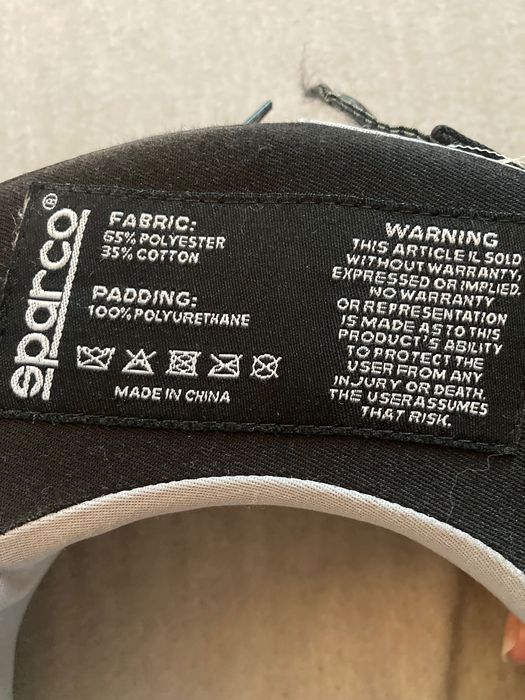 sparco®
FABRIC:
65% POLYESTER
35% COTTON
PADDING:
100% POLYURETHANE
MADE IN CHINA
WARNING
THIS ARTICLE IL SOLD
WITHOUT WARRANTY,
EXPRESSED OR IMPLIED.
NO WARRANTY
OR REPRESENTATION
IS MADE AS TO THIS
PRODUCT'S ABILITY
TO PROTECT THE
USER FROM ANY
INJURY OR DEATH.
THE USER ASSUMES
THAT RISK.